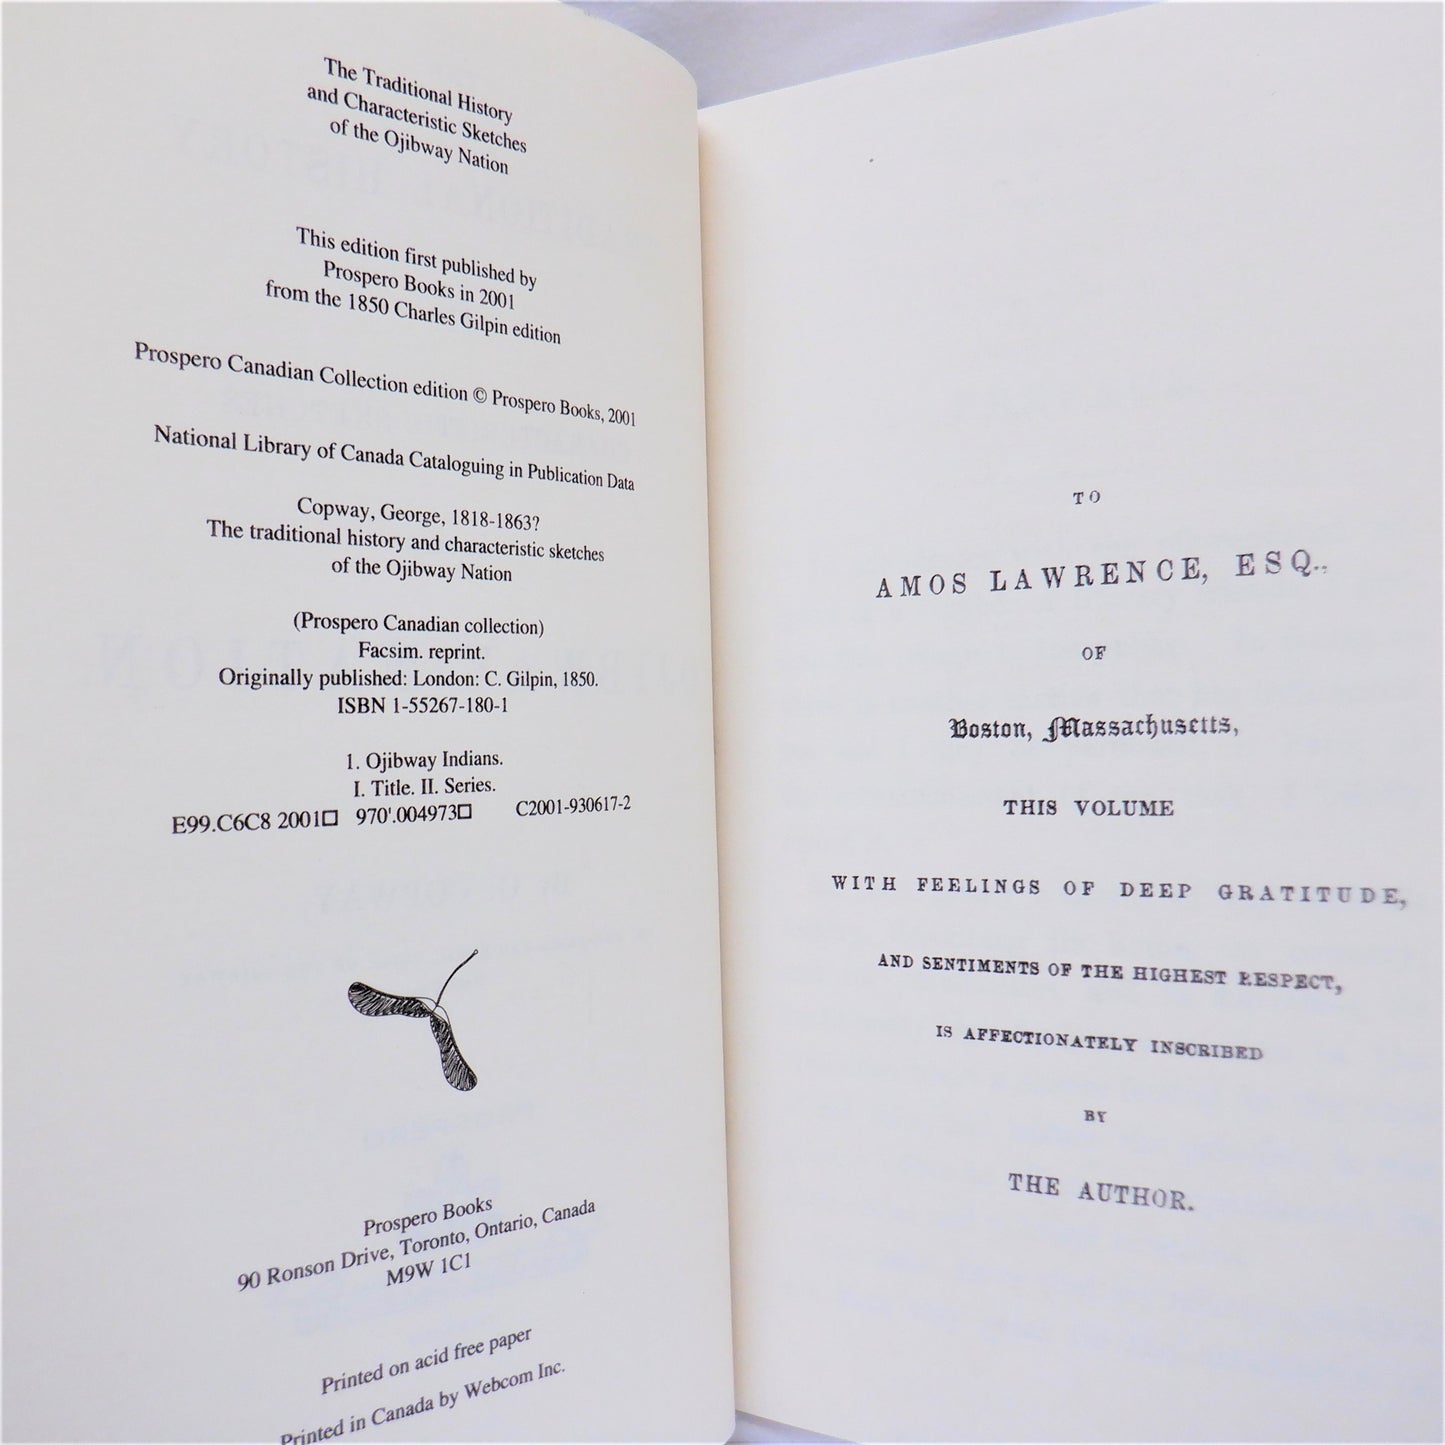 The Traditional History
and Characteristic Sketches
of the Ojibway Nation
This edition first published by
Prospero Books in 2001
from the 1850 Charles Gilpin edition
Prospero Canadian Collection edition © Prospero Books, 2001
National Library of Canada Cataloguing in Publication Data
Copway, George, 1818-1863?
The traditional history and characteristic sketches
of the Ojibway Nation
(Prospero Canadian collection)
Facsim. reprint.
Originally published: London: C. Gilpin, 1850.
ISBN 1-55267-180-1
1. Ojibway Indians.
I. Title. II. Series.
E99.C6C8 2001□ 970'.004973□ C2001-930617-2
Prospero Books
90 Ronson Drive, Toronto, Ontario, Canada
M9W 1C1
Printed on acid free paper
Printed in Canada by Webcom Inc.
TO
AMOS LAWRENCE, ESQ.,
OF
Boston, Massachusetts,
THIS VOLUME
WITH FEELINGS OF DEEP GRATITUDE,
AND SENTIMENTS OF THE HIGHEST RESPECT,
IS AFFECTIONATELY INSCRIBED
BY
THE AUTHOR.